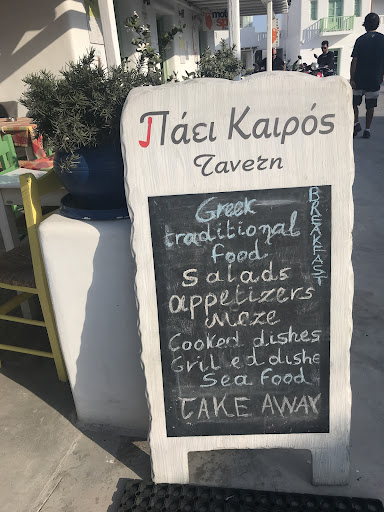 Πάει Καιρός
Tavern
Greek
traditional
food
Salads
appetizers
Meze
Cooked dishes
Grilled dishe
Sea food
TAKE AWAY
BREAKFAST